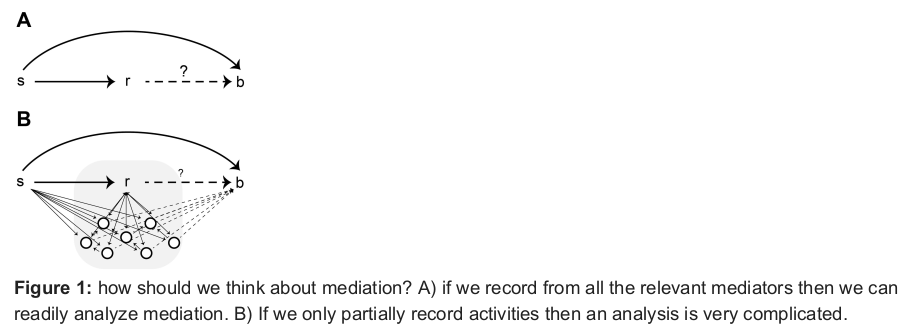 A
?
s r b
B
?
s r b
Figure 1: how should we think about mediation? A) if we record from all the relevant mediators then we can
readily analyze mediation. B) If we only partially record activities then an analysis is very complicated.